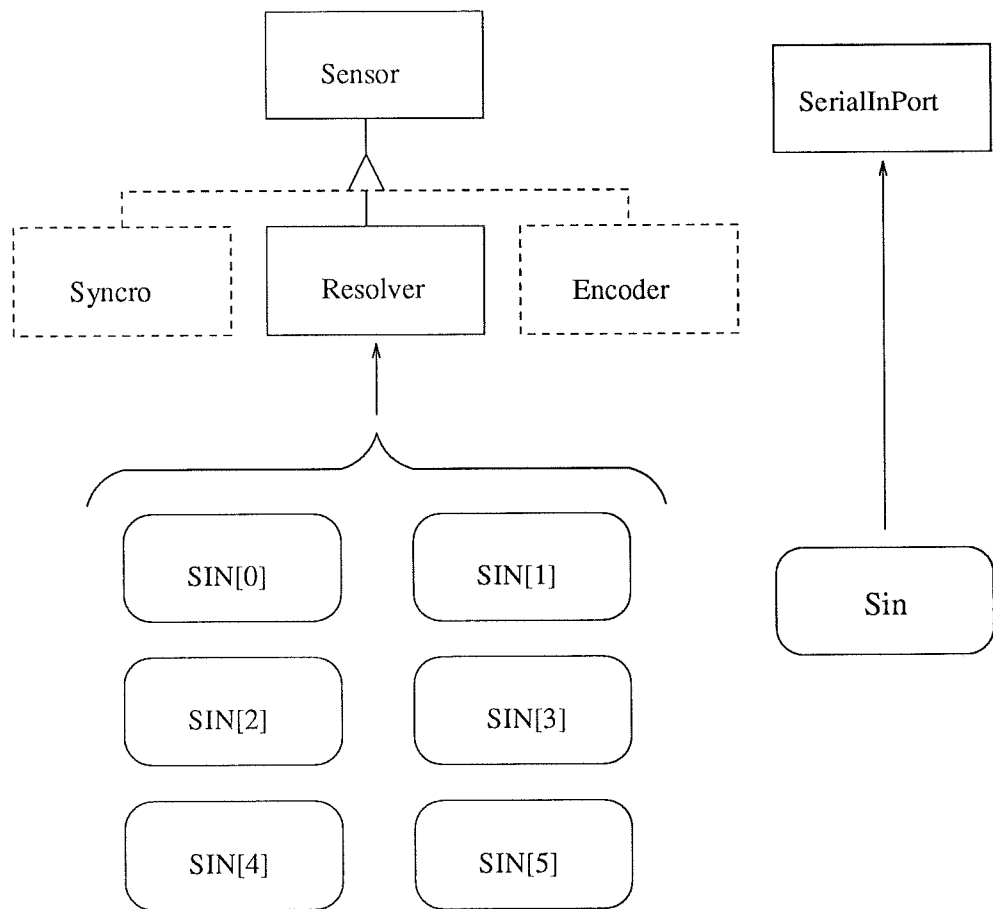 Sensor
SerialInPort
Syncro
Resolver
Encoder
SIN[0]
SIN[1]
Sin
SIN[2]
SIN[3]
SIN[4]
SIN[5]